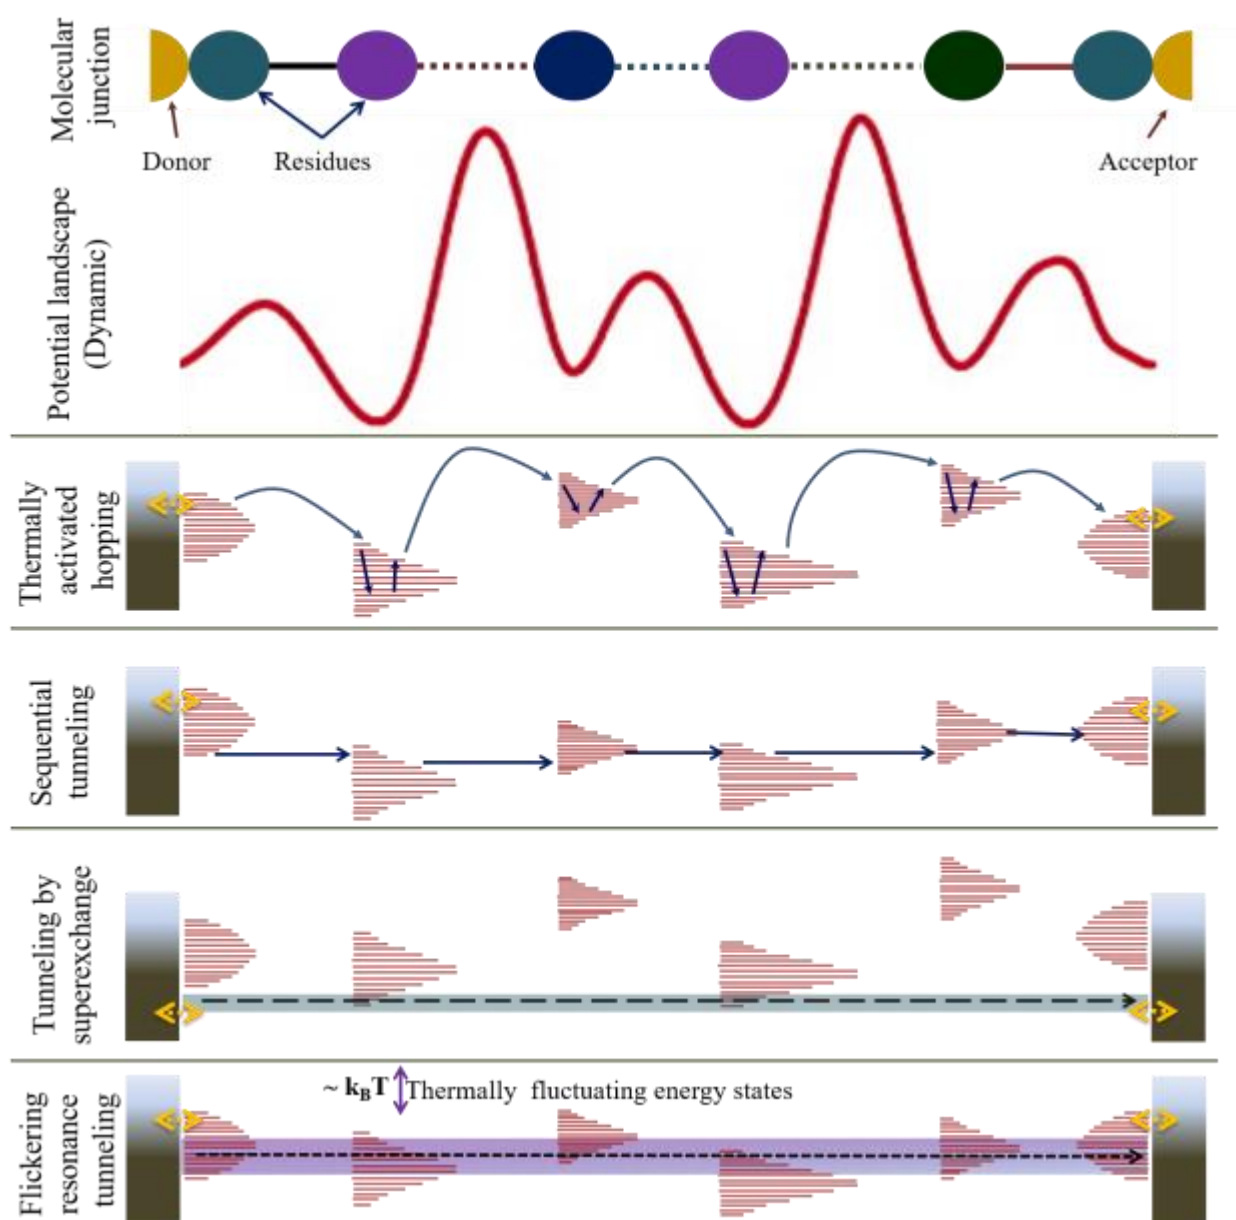 Molecular
junction
Donor
Residues
Acceptor
Potential landscape
(Dynamic)
Thermally
activated
hopping
Sequential
tunneling
Tunneling by
superexchange
~ kBT Thermally fluctuating energy states
Flickering
resonance
tunneling